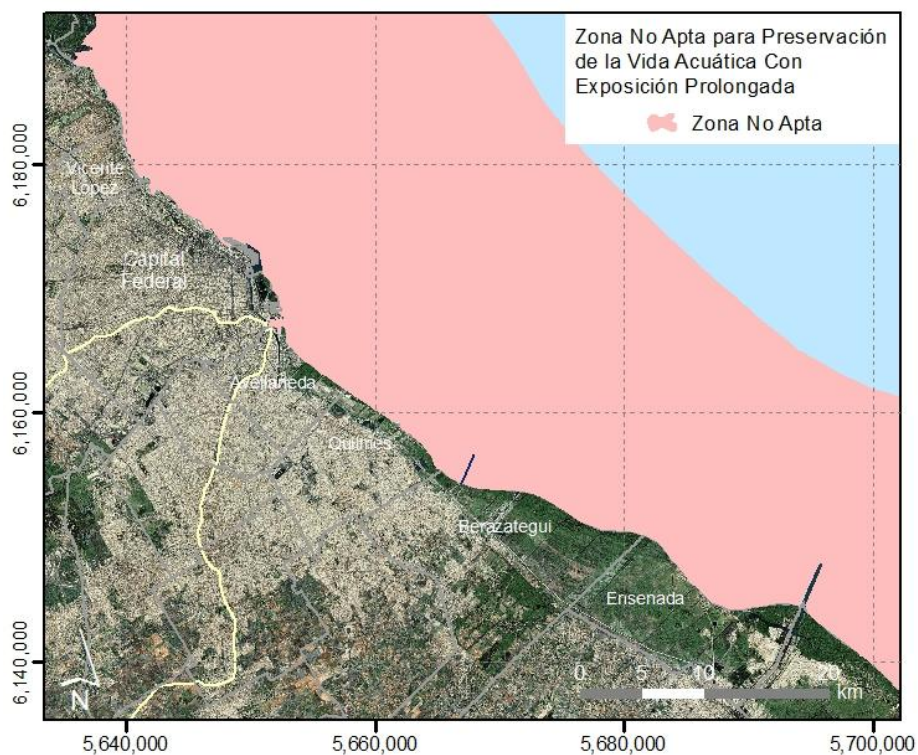 Zona No Apta para Preservación
de la Vida Acuática Con
Exposición Prolongada
Zona No Apta
6,180,000
6,160,000
6,140,000
Vicente
López
Capital
Federal
Avellaneda
Quilmes
Berazategui
Ensenada
N
0 5 10 20
km
5,640,000 5,660,000 5,680,000 5,700,000